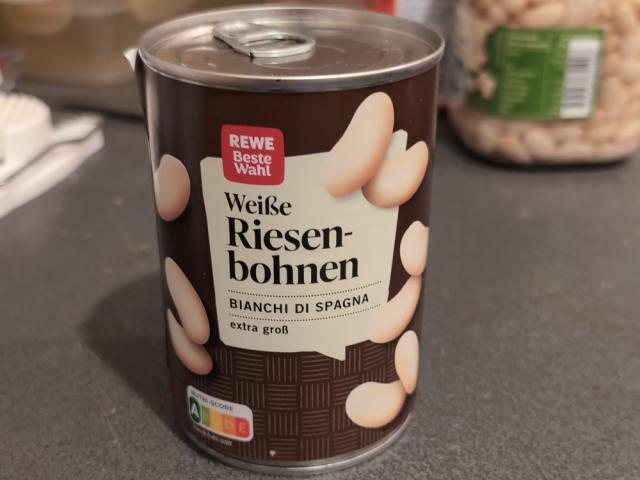 REWE
Beste
Wahl
Weiße
Riesen-
bohnen
BIANCHI DI SPAGNA
extra groß
NUTRI-SCORE
A D E